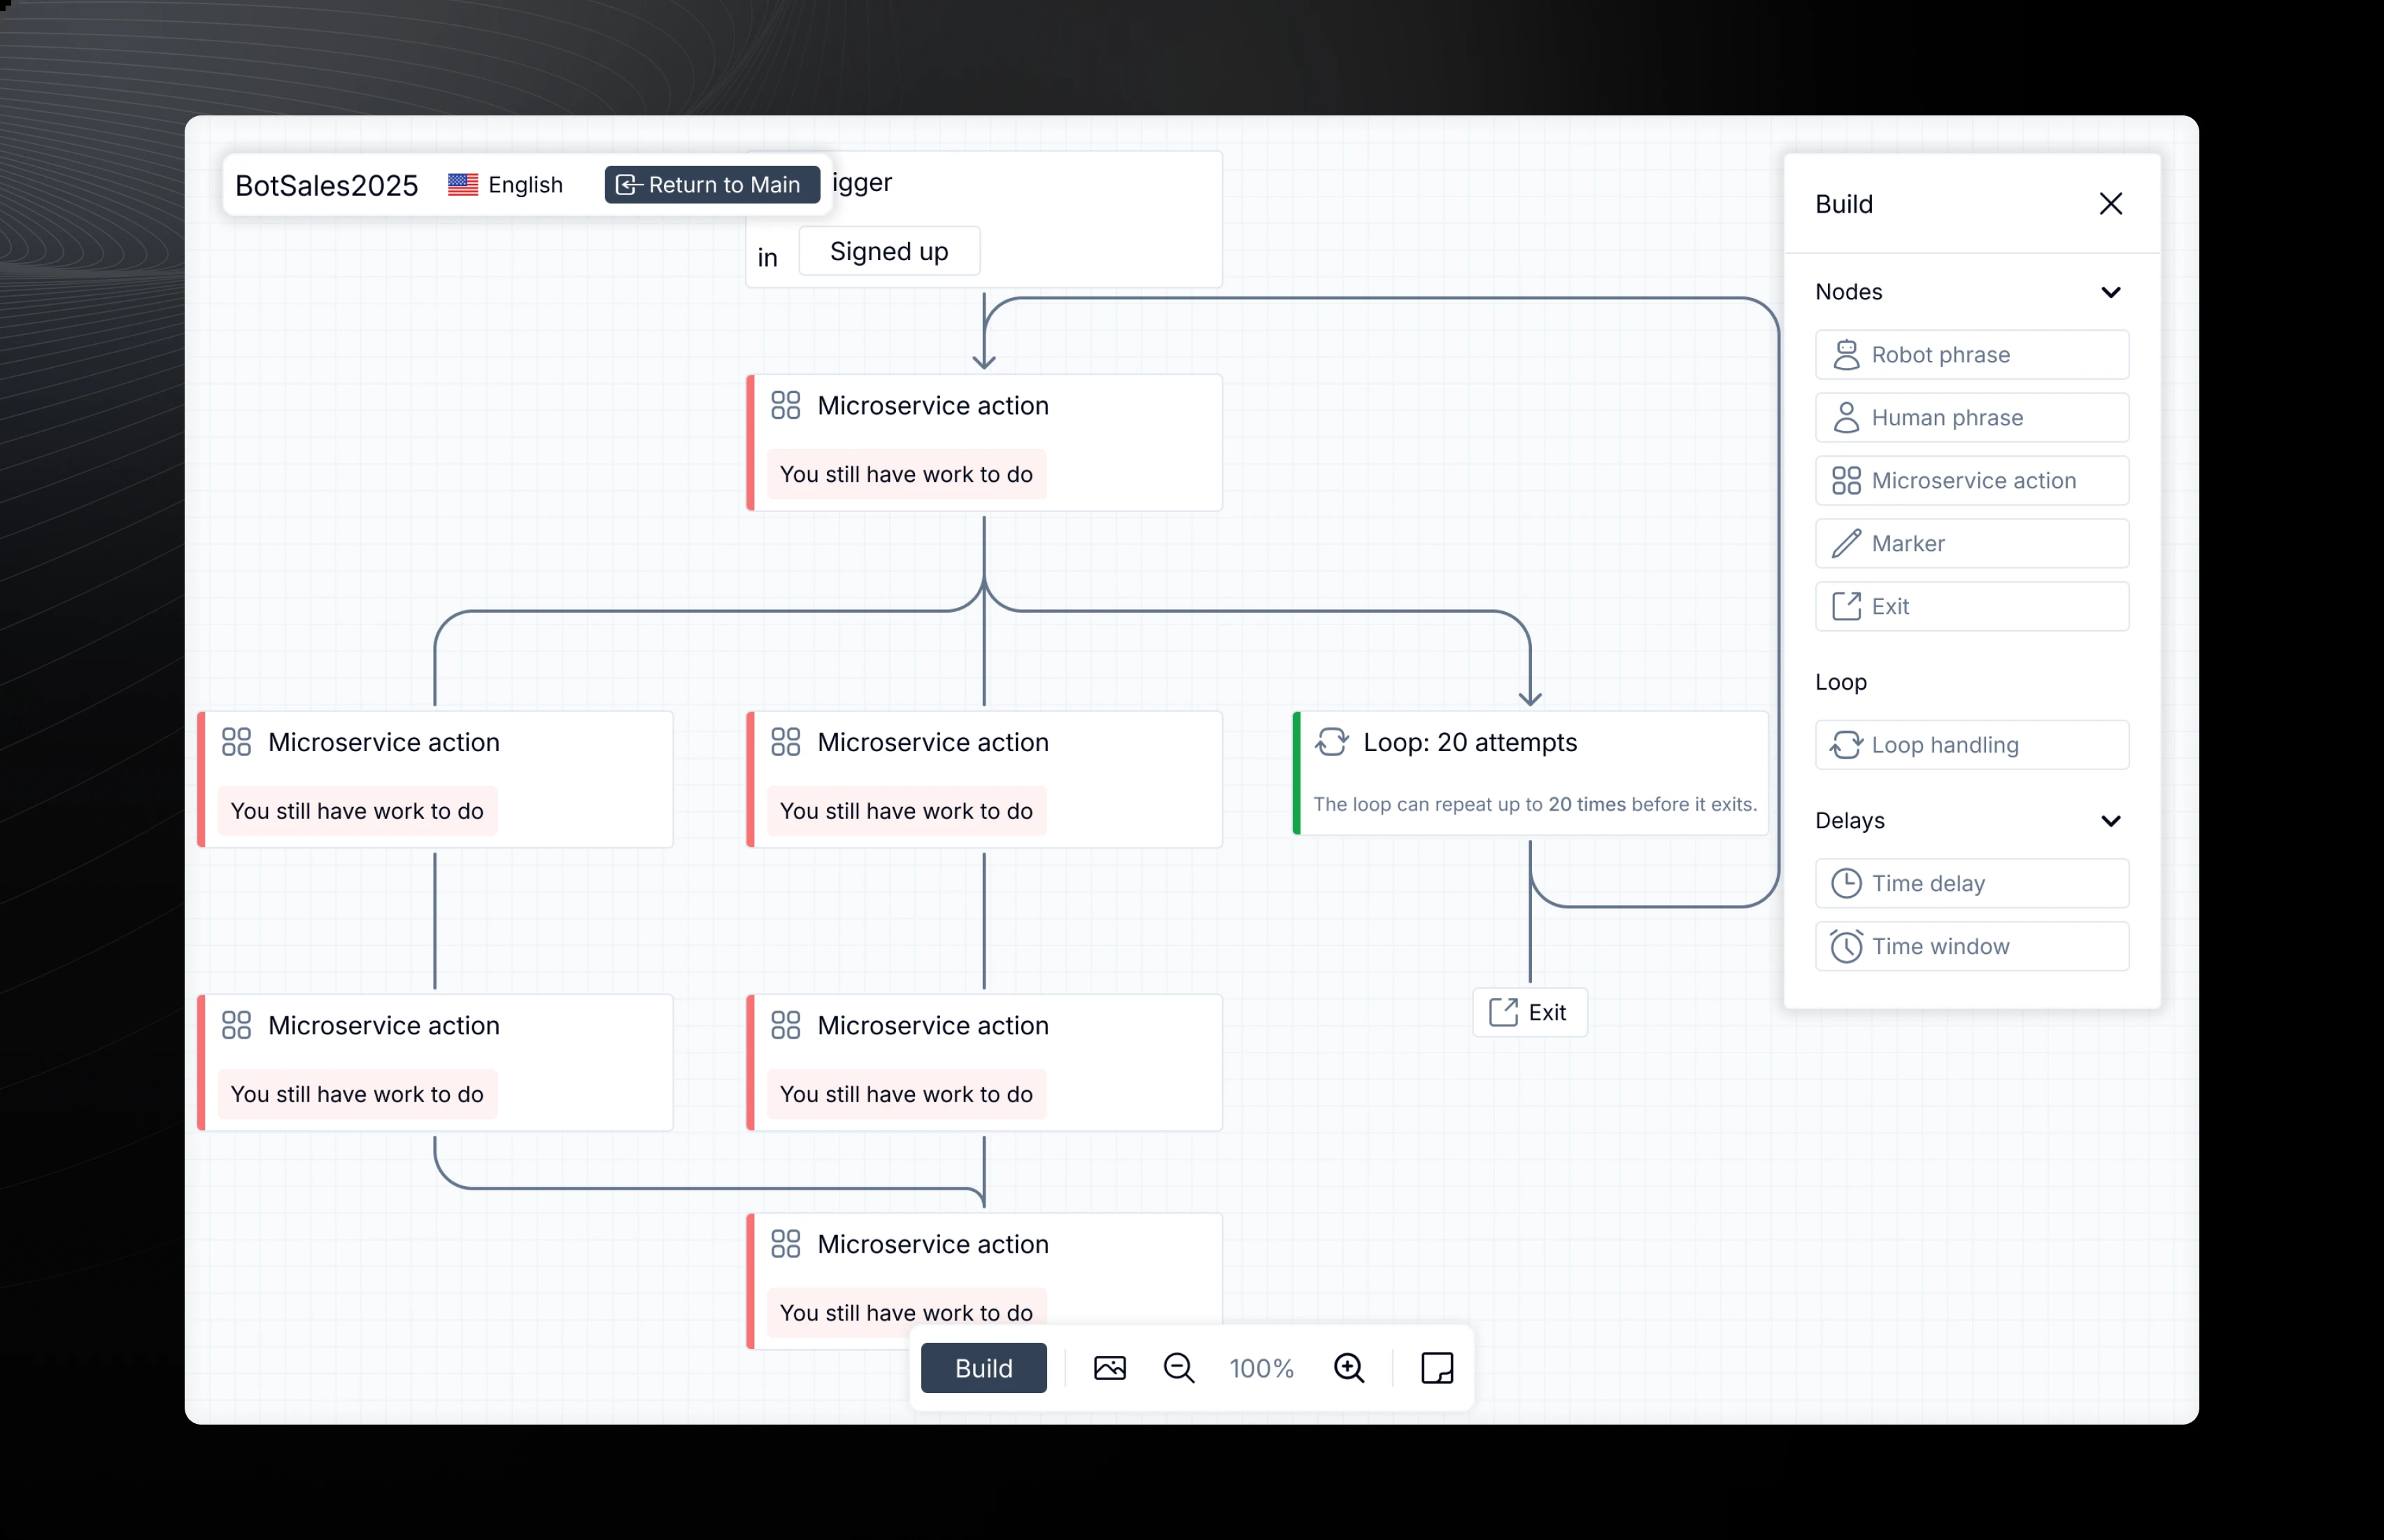 BotSales2025
English
Return to Main
igger
in
Signed up
Microservice action
You still have work to do
Microservice action
You still have work to do
Microservice action
You still have work to do
Loop: 20 attempts
The loop can repeat up to 20 times before it exits.
Microservice action
You still have work to do
Microservice action
You still have work to do
Exit
Microservice action
You still have work to do
Build
100%
Build
Nodes
Robot phrase
Human phrase
Microservice action
Marker
Exit
Loop
Loop handling
Delays
Time delay
Time window